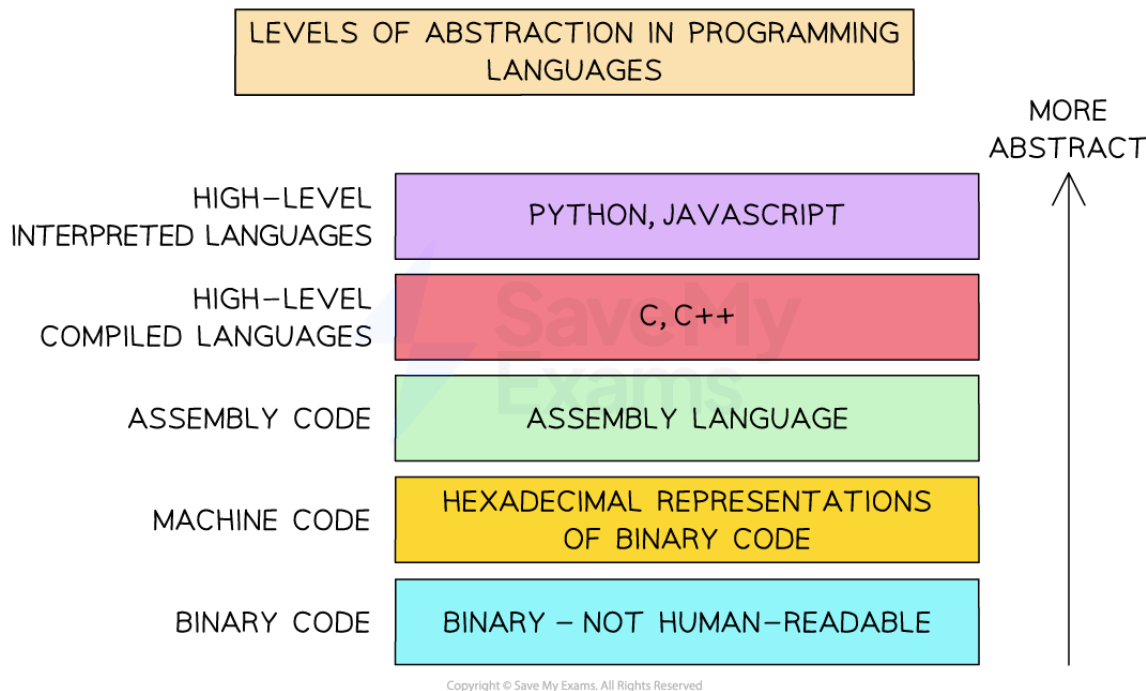 LEVELS OF ABSTRACTION IN PROGRAMMING
LANGUAGES
MORE
ABSTRACT
HIGH-LEVEL
INTERPRETED LANGUAGES
PYTHON, JAVASCRIPT
HIGH-LEVEL
COMPILED LANGUAGES
C, C++
ASSEMBLY CODE
ASSEMBLY LANGUAGE
MACHINE CODE
HEXADECIMAL REPRESENTATIONS
OF BINARY CODE
BINARY CODE
BINARY – NOT HUMAN-READABLE
SaveMy
Exams
Copyright © Save My Exams. All Rights Reserved